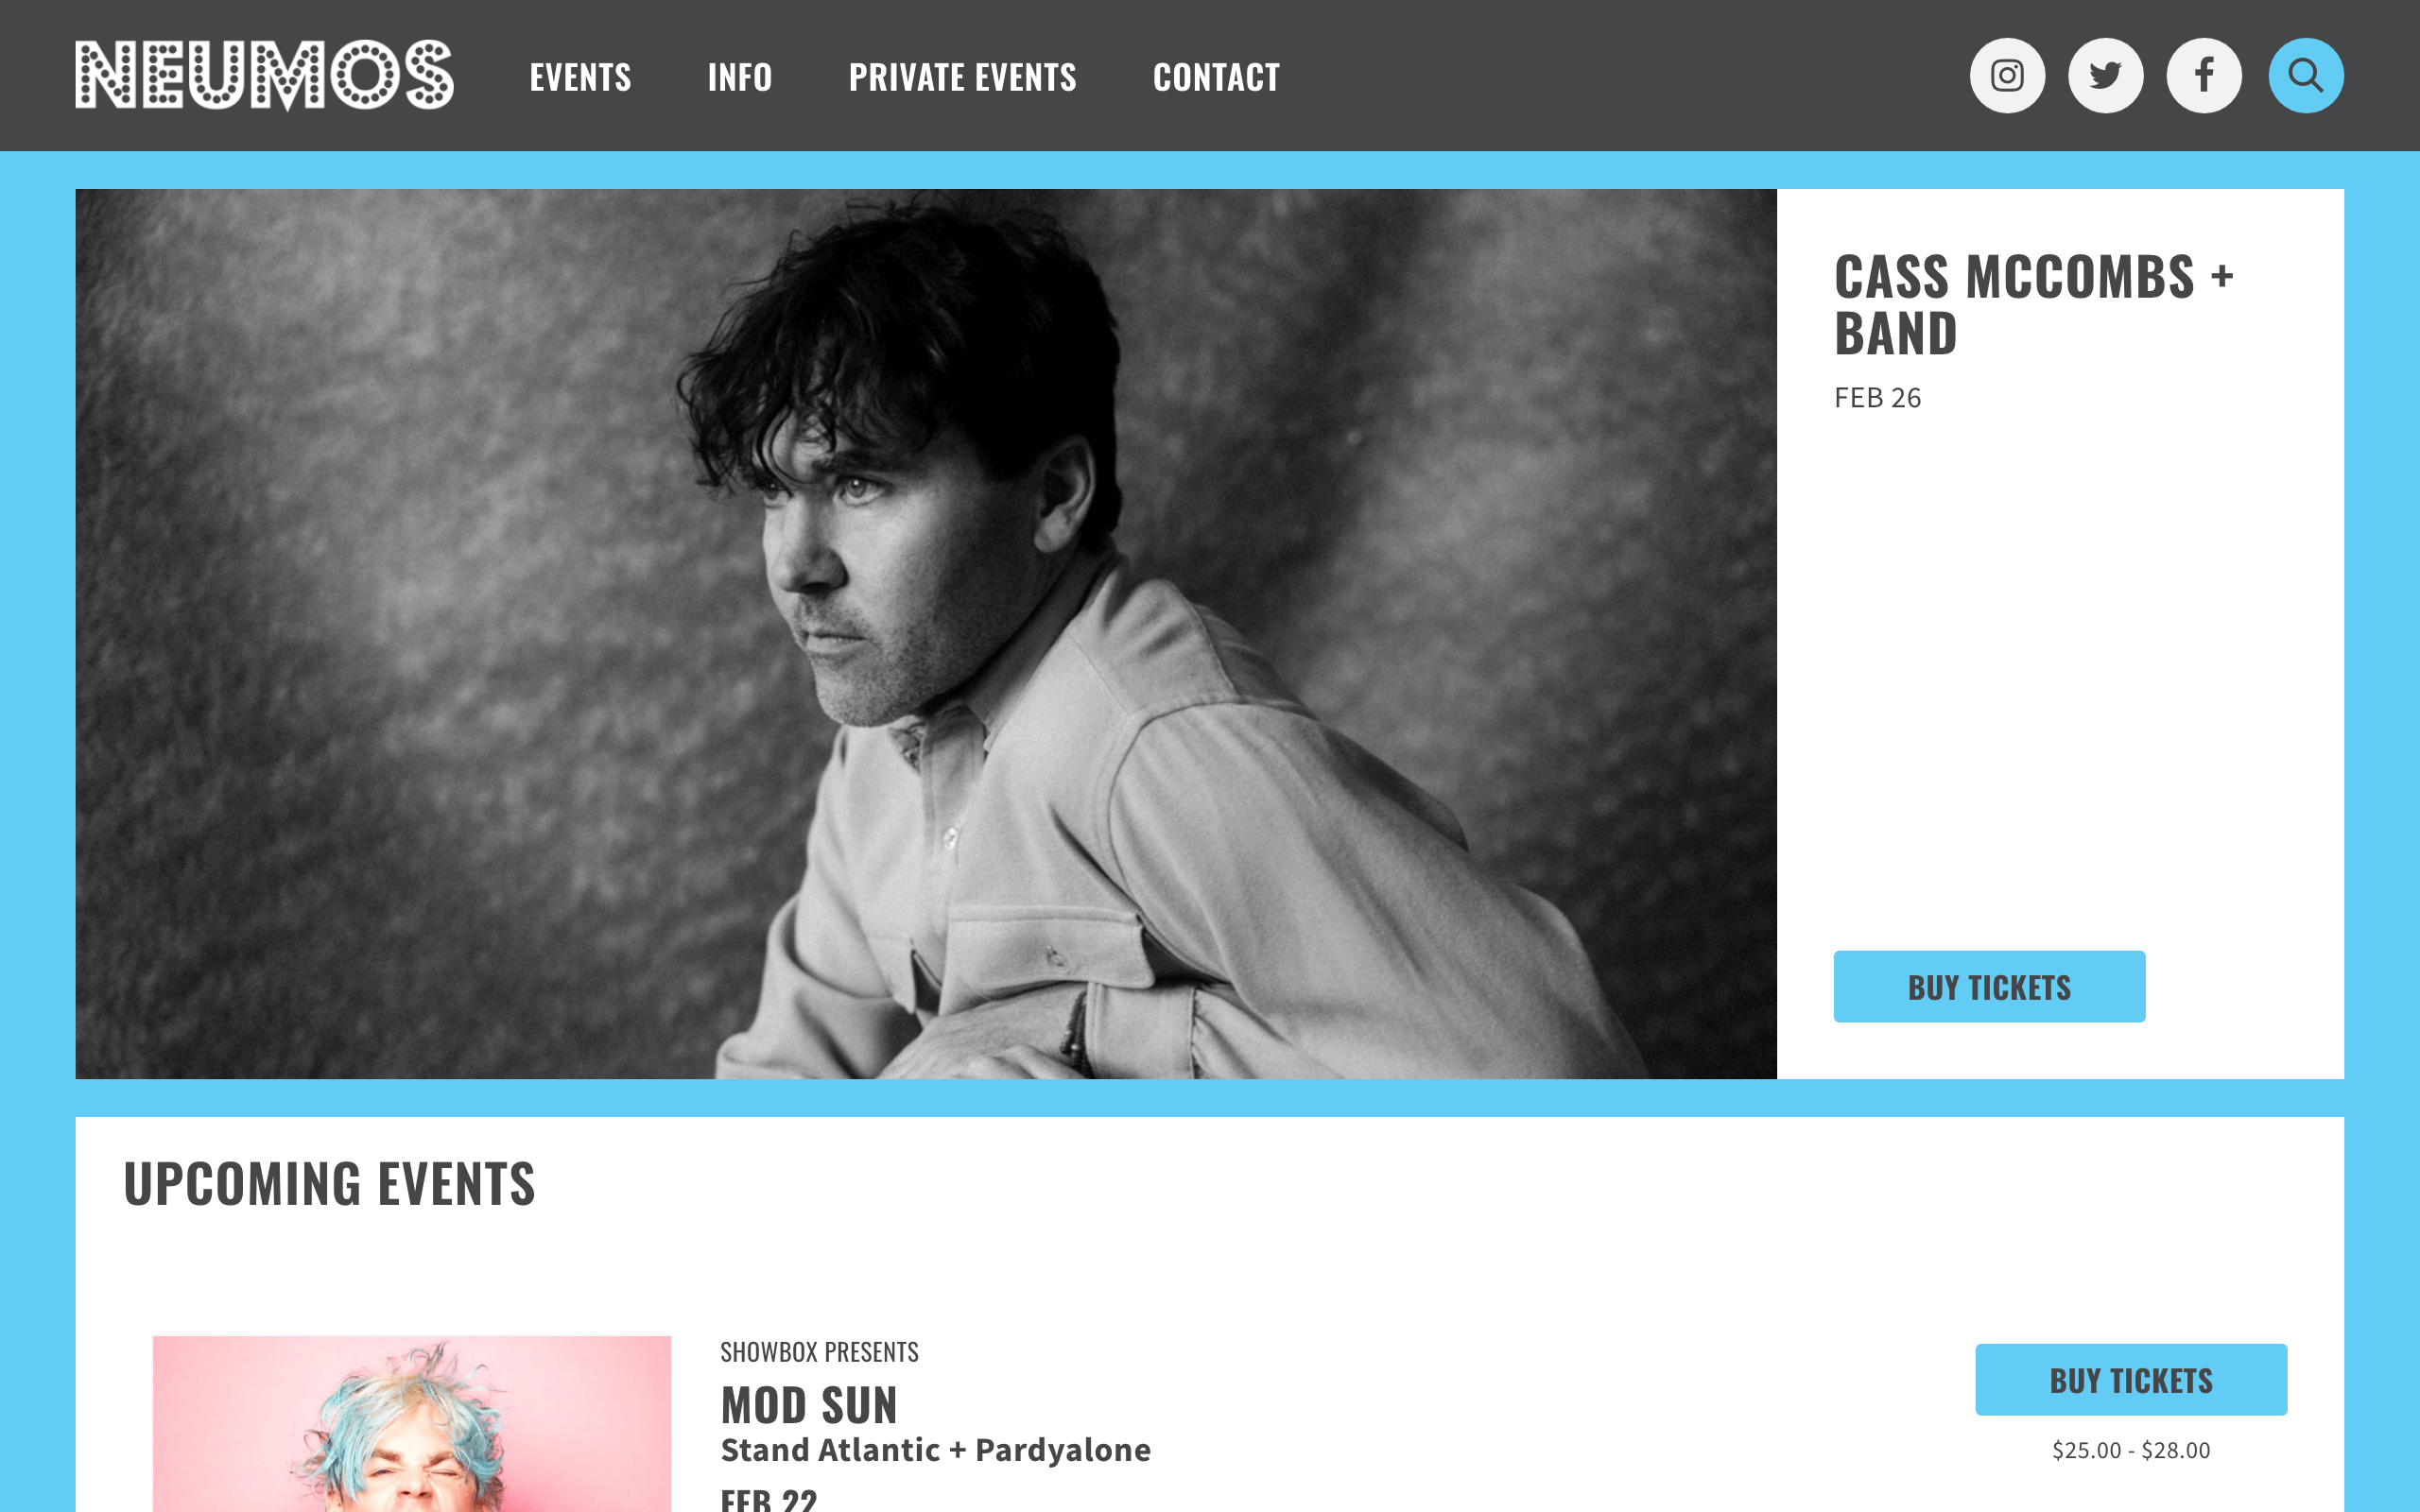 NEUMOS
EVENTS INFO PRIVATE EVENTS CONTACT
CASS MCCOMBS +
BAND
FEB 26
BUY TICKETS
UPCOMING EVENTS
SHOWBOX PRESENTS
MOD SUN
Stand Atlantic + Pardyalone
FEB 22
BUY TICKETS
$25.00 - $28.00